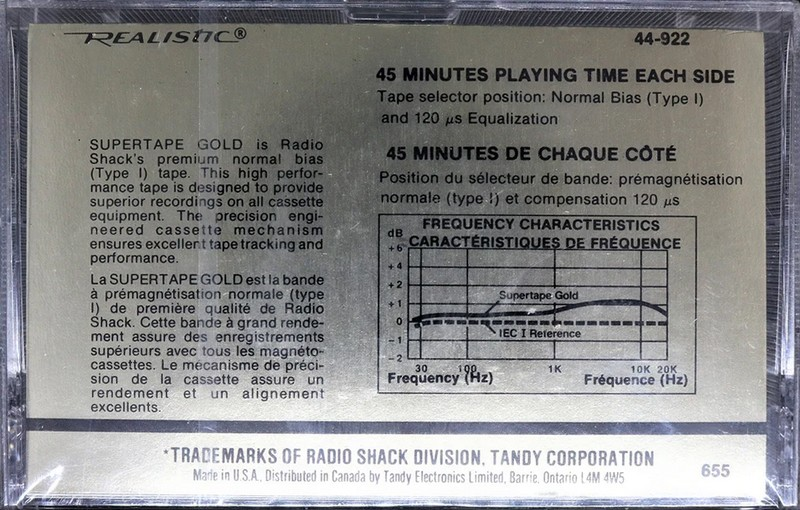 REALISTIC®
44-922
45 MINUTES PLAYING TIME EACH SIDE
Tape selector position: Normal Bias (Type I)
and 120 µs Equalization
45 MINUTES DE CHAQUE CÔTÉ
Position du sélecteur de bande: prémagnétisation
normale (type I) et compensation 120 µs
SUPERTAPE GOLD is Radio
Shack's premium normal bias
(Type I) tape. This high perfor-
mance tape is designed to provide
superior recordings on all cassette
equipment. The precision engi-
neered cassette mechanism
ensures excellent tape tracking and
performance.
La SUPERTAPE GOLD est la bande
à prémagnétisation normale (type
I) de première qualité de Radio
Shack. Cette bande à grand rende-
ment assure des enregistrements
supérieurs avec tous les magnéto-
cassettes. Le mécanisme de préci-
sion de la cassette assure un
rendement et un alignement
excellents.
FREQUENCY CHARACTERISTICS
CARACTÉRISTIQUES DE FRÉQUENCE
dB
+6
+4
+2
+1
0
-1
-2
Supertape Gold
IEC I Reference
30 100 1K 10K 20K
Frequency (Hz) Fréquence (Hz)
*TRADEMARKS OF RADIO SHACK DIVISION, TANDY CORPORATION
Made in U.S.A. Distributed in Canada by Tandy Electronics Limited, Barrie, Ontario L4M 4W5
655